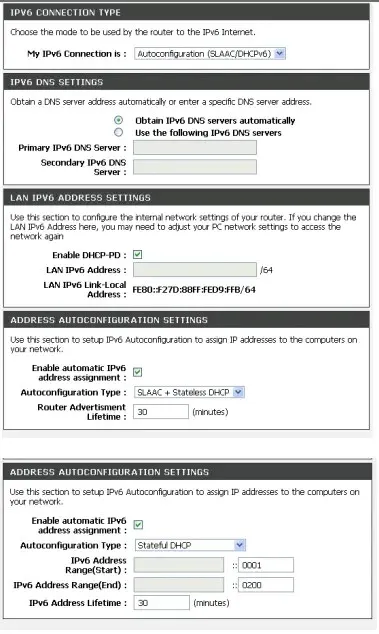 IPV6 CONNECTION TYPE
Choose the mode to be used by the router to the IPv6 Internet.
My IPv6 Connection is : Autoconfiguration (SLAAC/DHCPv6)
IPV6 DNS SETTINGS
Obtain a DNS server address automatically or enter a specific DNS server address.
Obtain IPv6 DNS servers automatically
Use the following IPv6 DNS servers
Primary IPv6 DNS Server :
Secondary IPv6 DNS
Server :
LAN IPV6 ADDRESS SETTINGS
Use this section to configure the internal network settings of your router. If you change the
LAN IPv6 Address here, you may need to adjust your PC network settings to access the
network again
Enable DHCP-PD :
LAN IPv6 Address : /64
LAN IPv6 Link-Local
Address : FE80::F27D:88FF:FED9:FFB/64
ADDRESS AUTOCONFIGURATION SETTINGS
Use this section to setup IPv6 Autoconfiguration to assign IP addresses to the computers on
your network.
Enable automatic IPv6
address assignment :
Autoconfiguration Type : SLAAC + Stateless DHCP
Router Advertisment
Lifetime : 30 (minutes)
ADDRESS AUTOCONFIGURATION SETTINGS
Use this section to setup IPv6 Autoconfiguration to assign IP addresses to the computers on
your network.
Enable automatic IPv6
address assignment :
Autoconfiguration Type : Stateful DHCP
IPv6 Address
Range(Start) : :: 0001
IPv6 Address Range(End) : :: 0200
IPv6 Address Lifetime : 30 (minutes)